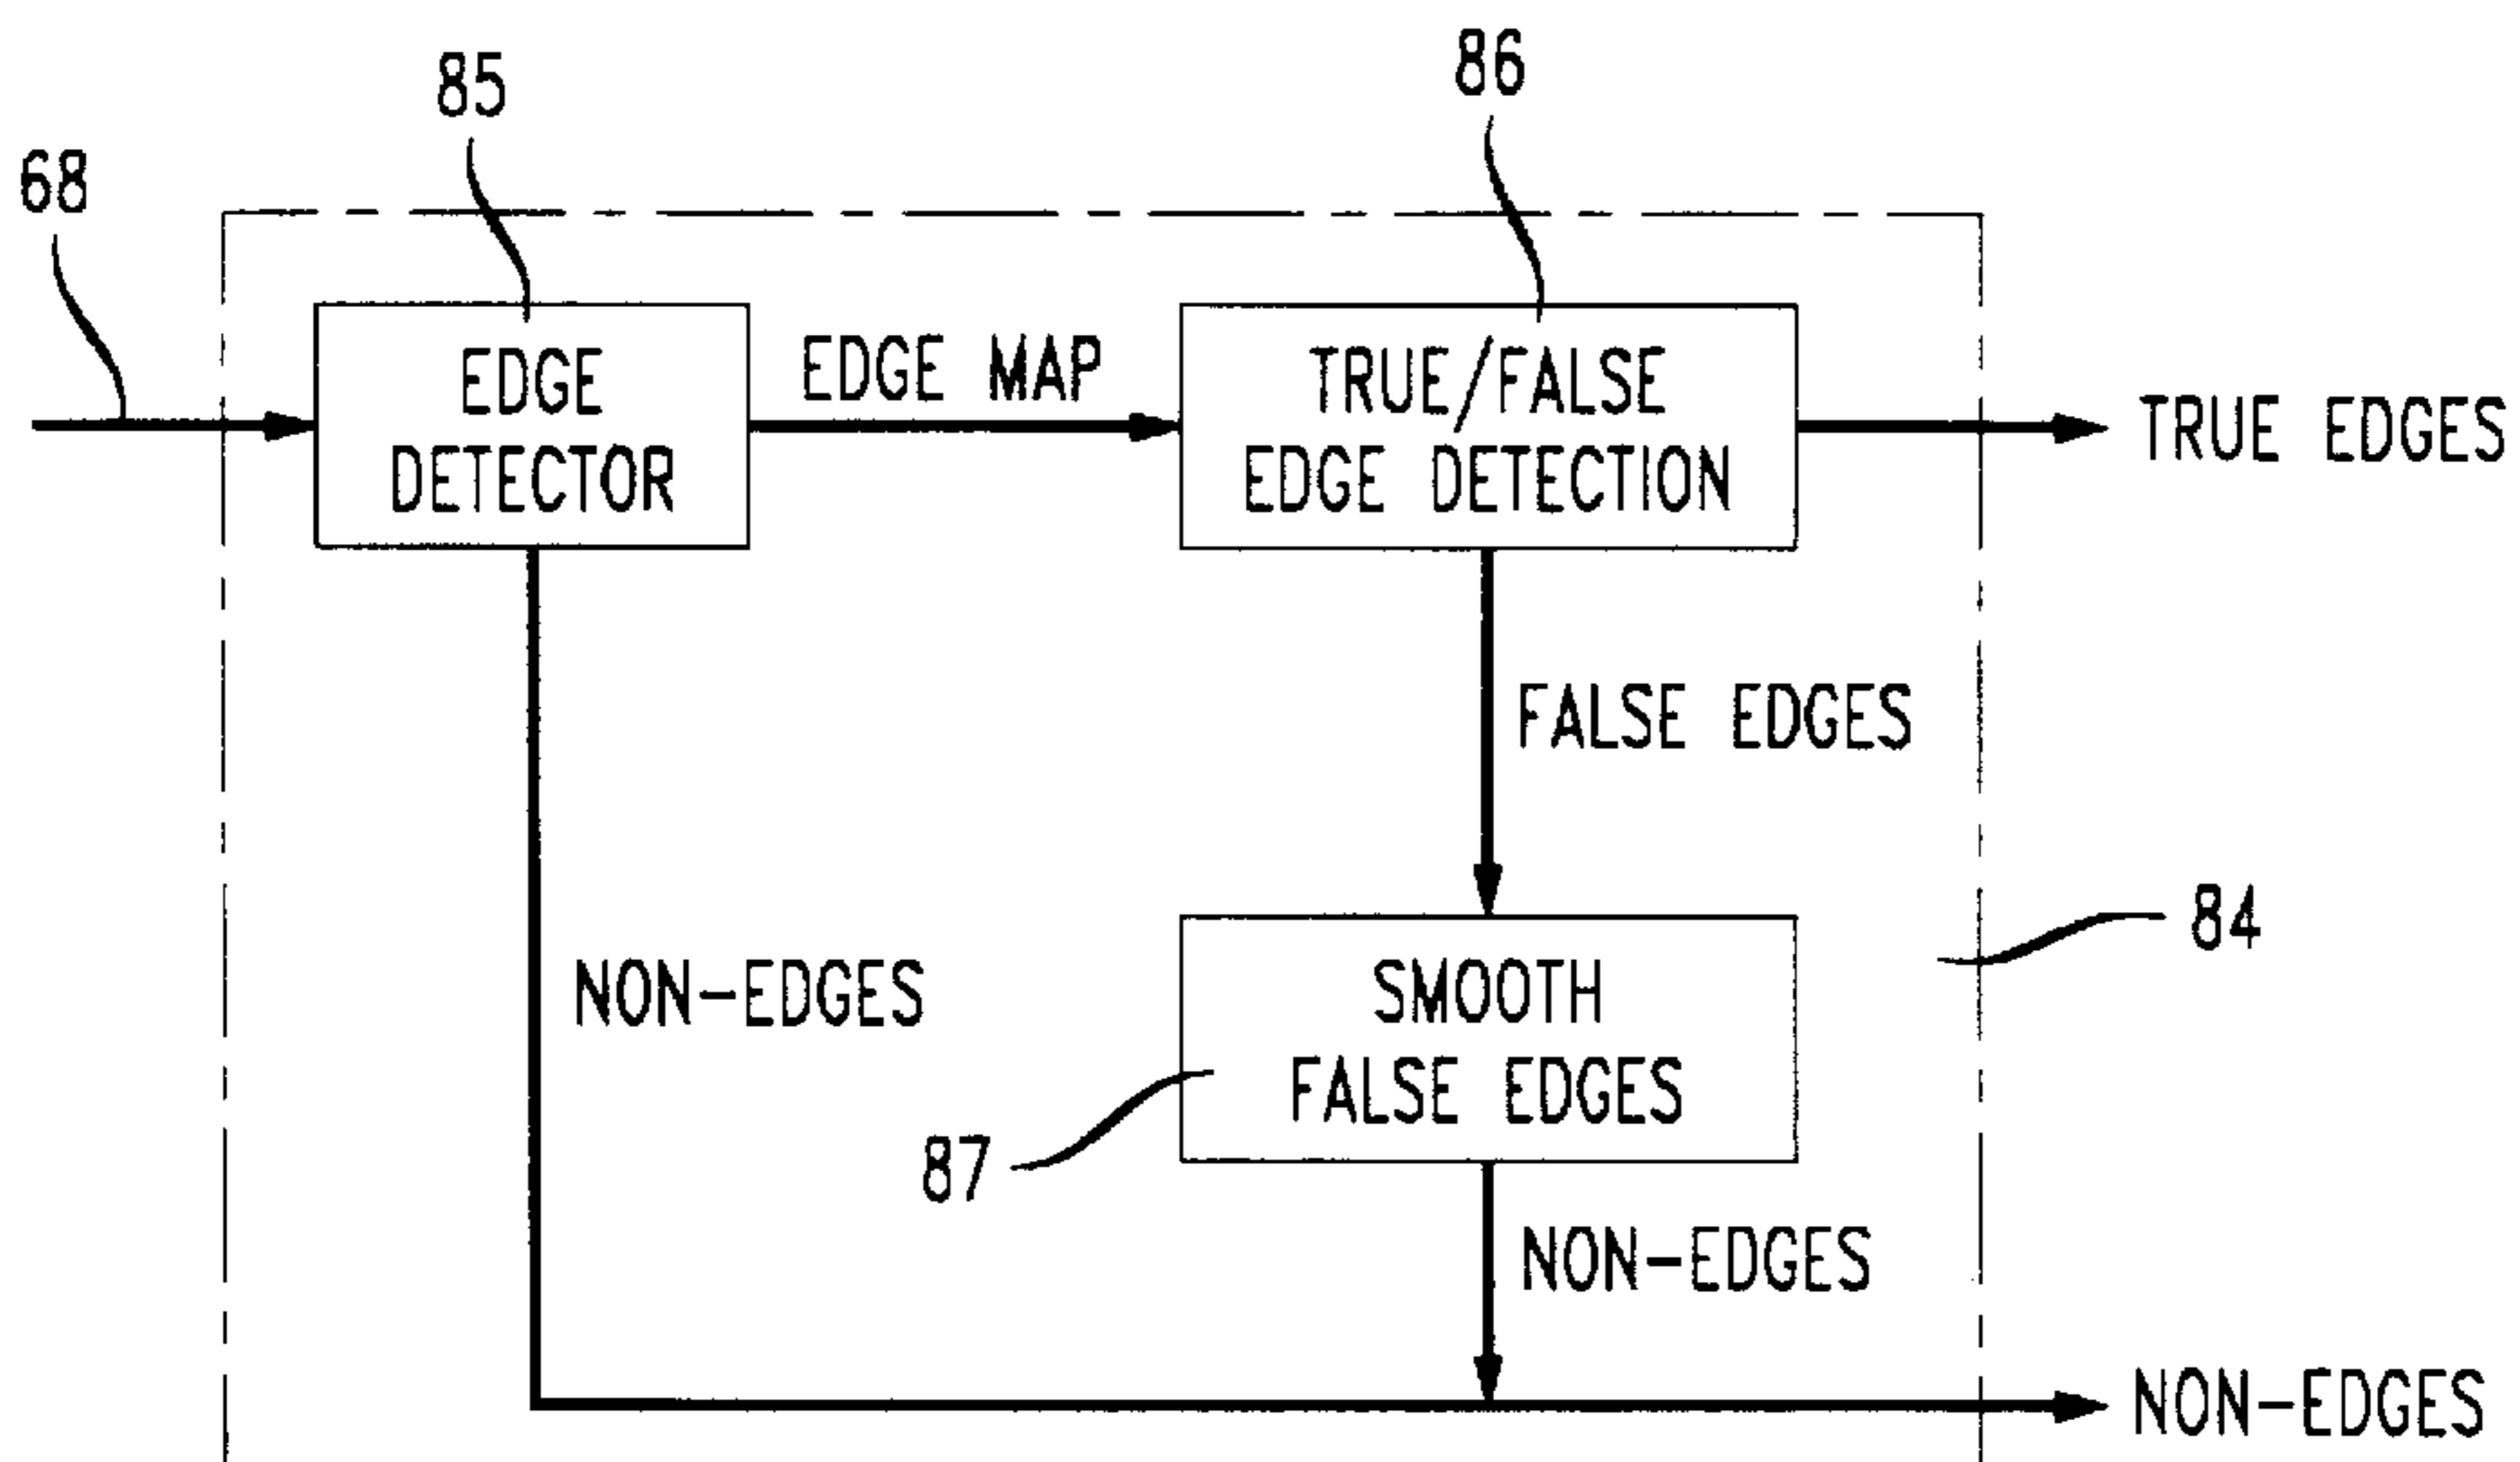 85
86
68
EDGE
DETECTOR
EDGE MAP
TRUE/FALSE
EDGE DETECTION
TRUE EDGES
FALSE EDGES
84
NON-EDGES
SMOOTH
FALSE EDGES
87
NON-EDGES
NON-EDGES